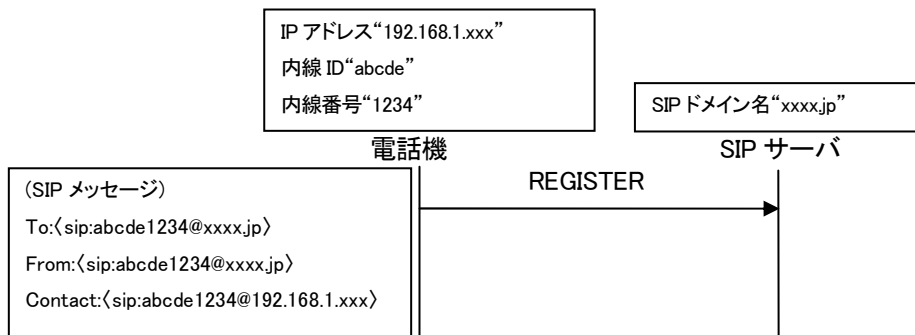 IP アドレス“192.168.1.xxx”
内線 ID“abcde”
内線番号“1234”
SIP ドメイン名“xxxx.jp”
電話機
SIP サーバ
(SIP メッセージ)
To:〈sip:abcde1234@xxxx.jp〉
From:〈sip:abcde1234@xxxx.jp〉
Contact:〈sip:abcde1234@192.168.1.xxx〉
REGISTER